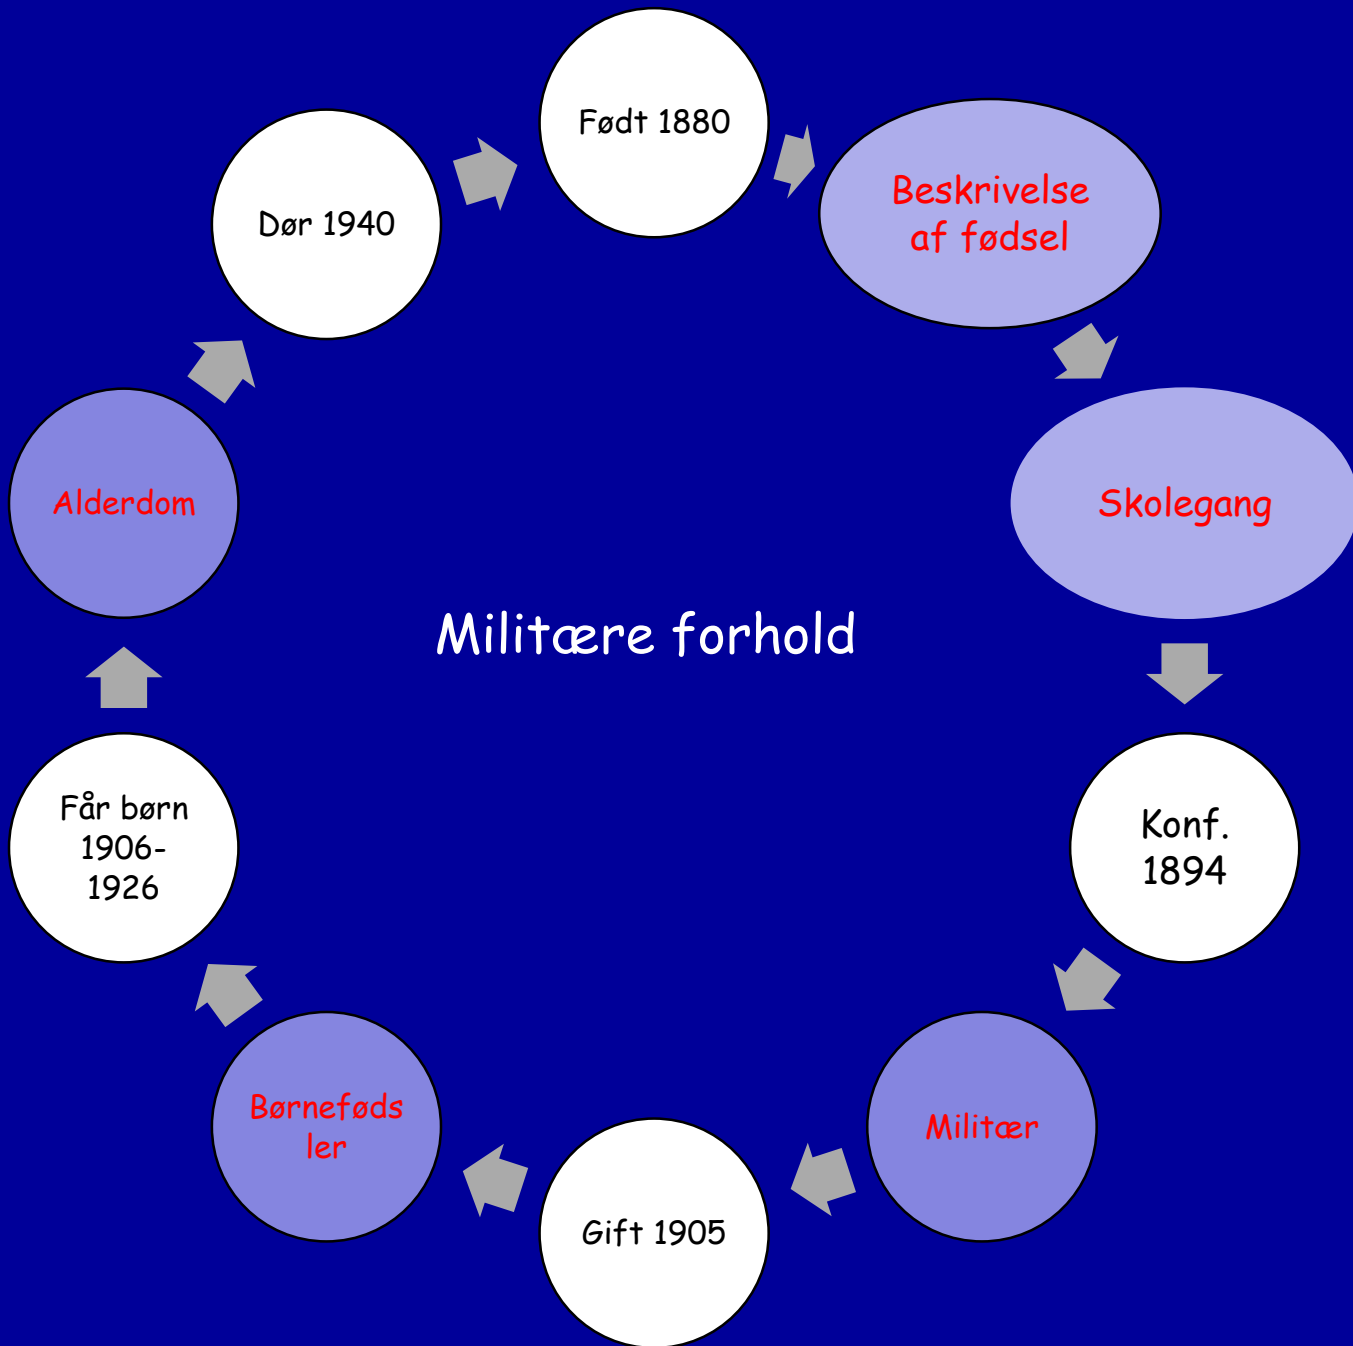 Født 1880
Beskrivelse
af fødsel
Skolegang
Konf.
1894
Militær
Gift 1905
Børneføds
ler
Får børn
1906-
1926
Alderdom
Dør 1940
Militære forhold